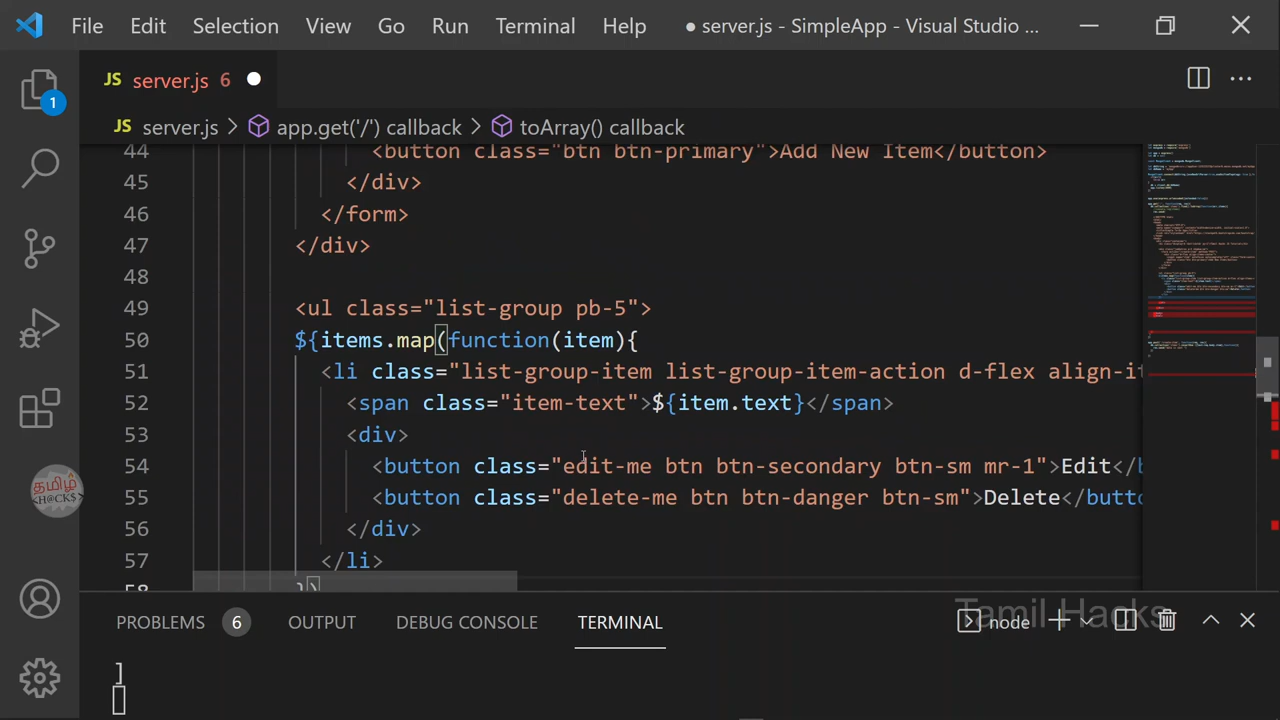 File Edit Selection View Go Run Terminal Help ● server.js - SimpleApp - Visual Studio ...
1
JS server.js 6
JS server.js > app.get('/') callback > toArray() callback
44 <button class="btn btn-primary">Add New Item</button>
45 </div>
46 </form>
47 </div>
48
49 <ul class="list-group pb-5">
50 ${items.map(function(item){
51 <li class="list-group-item list-group-item-action d-flex align-it
52 <span class="item-text">${item.text}</span>
53 <div>
54 <button class="edit-me btn btn-secondary btn-sm mr-1">Edit</b
55 <button class="delete-me btn btn-danger btn-sm">Delete</butto
56 </div>
57 </li>
58 })
தமிழ்
<H@CK$>
PROBLEMS 6 OUTPUT DEBUG CONSOLE TERMINAL node
Tamil Hacks
]